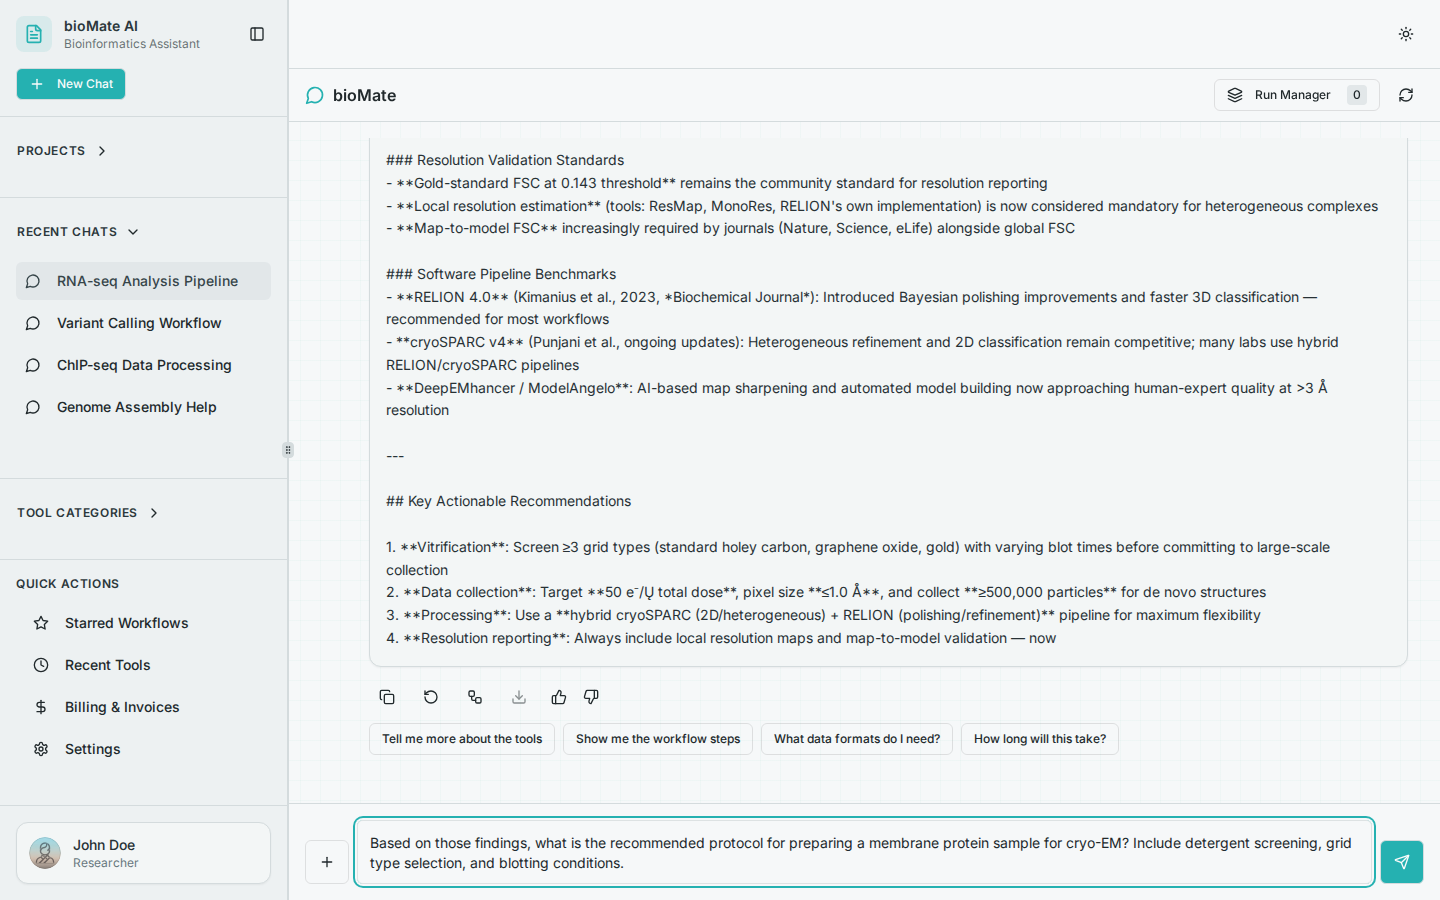 bioMate AI
Bioinformatics Assistant
New Chat
PROJECTS
RECENT CHATS
RNA-seq Analysis Pipeline
Variant Calling Workflow
ChIP-seq Data Processing
Genome Assembly Help
TOOL CATEGORIES
QUICK ACTIONS
Starred Workflows
Recent Tools
Billing & Invoices
Settings
John Doe
Researcher
bioMate
Run Manager 0
### Resolution Validation Standards
- **Gold-standard FSC at 0.143 threshold** remains the community standard for resolution reporting
- **Local resolution estimation** (tools: ResMap, MonoRes, RELION's own implementation) is now considered mandatory for heterogeneous complexes
- **Map-to-model FSC** increasingly required by journals (Nature, Science, eLife) alongside global FSC
### Software Pipeline Benchmarks
- **RELION 4.0** (Kimanius et al., 2023, *Biochemical Journal*): Introduced Bayesian polishing improvements and faster 3D classification —
recommended for most workflows
- **cryoSPARC v4** (Punjani et al., ongoing updates): Heterogeneous refinement and 2D classification remain competitive; many labs use hybrid
RELION/cryoSPARC pipelines
- **DeepEMhancer / ModelAngelo**: AI-based map sharpening and automated model building now approaching human-expert quality at >3 Å
resolution
---
## Key Actionable Recommendations
1. **Vitrification**: Screen ≥3 grid types (standard holey carbon, graphene oxide, gold) with varying blot times before committing to large-scale
collection
2. **Data collection**: Target **50 e⁻/Ų total dose**, pixel size **≤1.0 Å**, and collect **≥500,000 particles** for de novo structures
3. **Processing**: Use a **hybrid cryoSPARC (2D/heterogeneous) + RELION (polishing/refinement)** pipeline for maximum flexibility
4. **Resolution reporting**: Always include local resolution maps and map-to-model validation — now
Tell me more about the tools
Show me the workflow steps
What data formats do I need?
How long will this take?
Based on those findings, what is the recommended protocol for preparing a membrane protein sample for cryo-EM? Include detergent screening, grid
type selection, and blotting conditions.